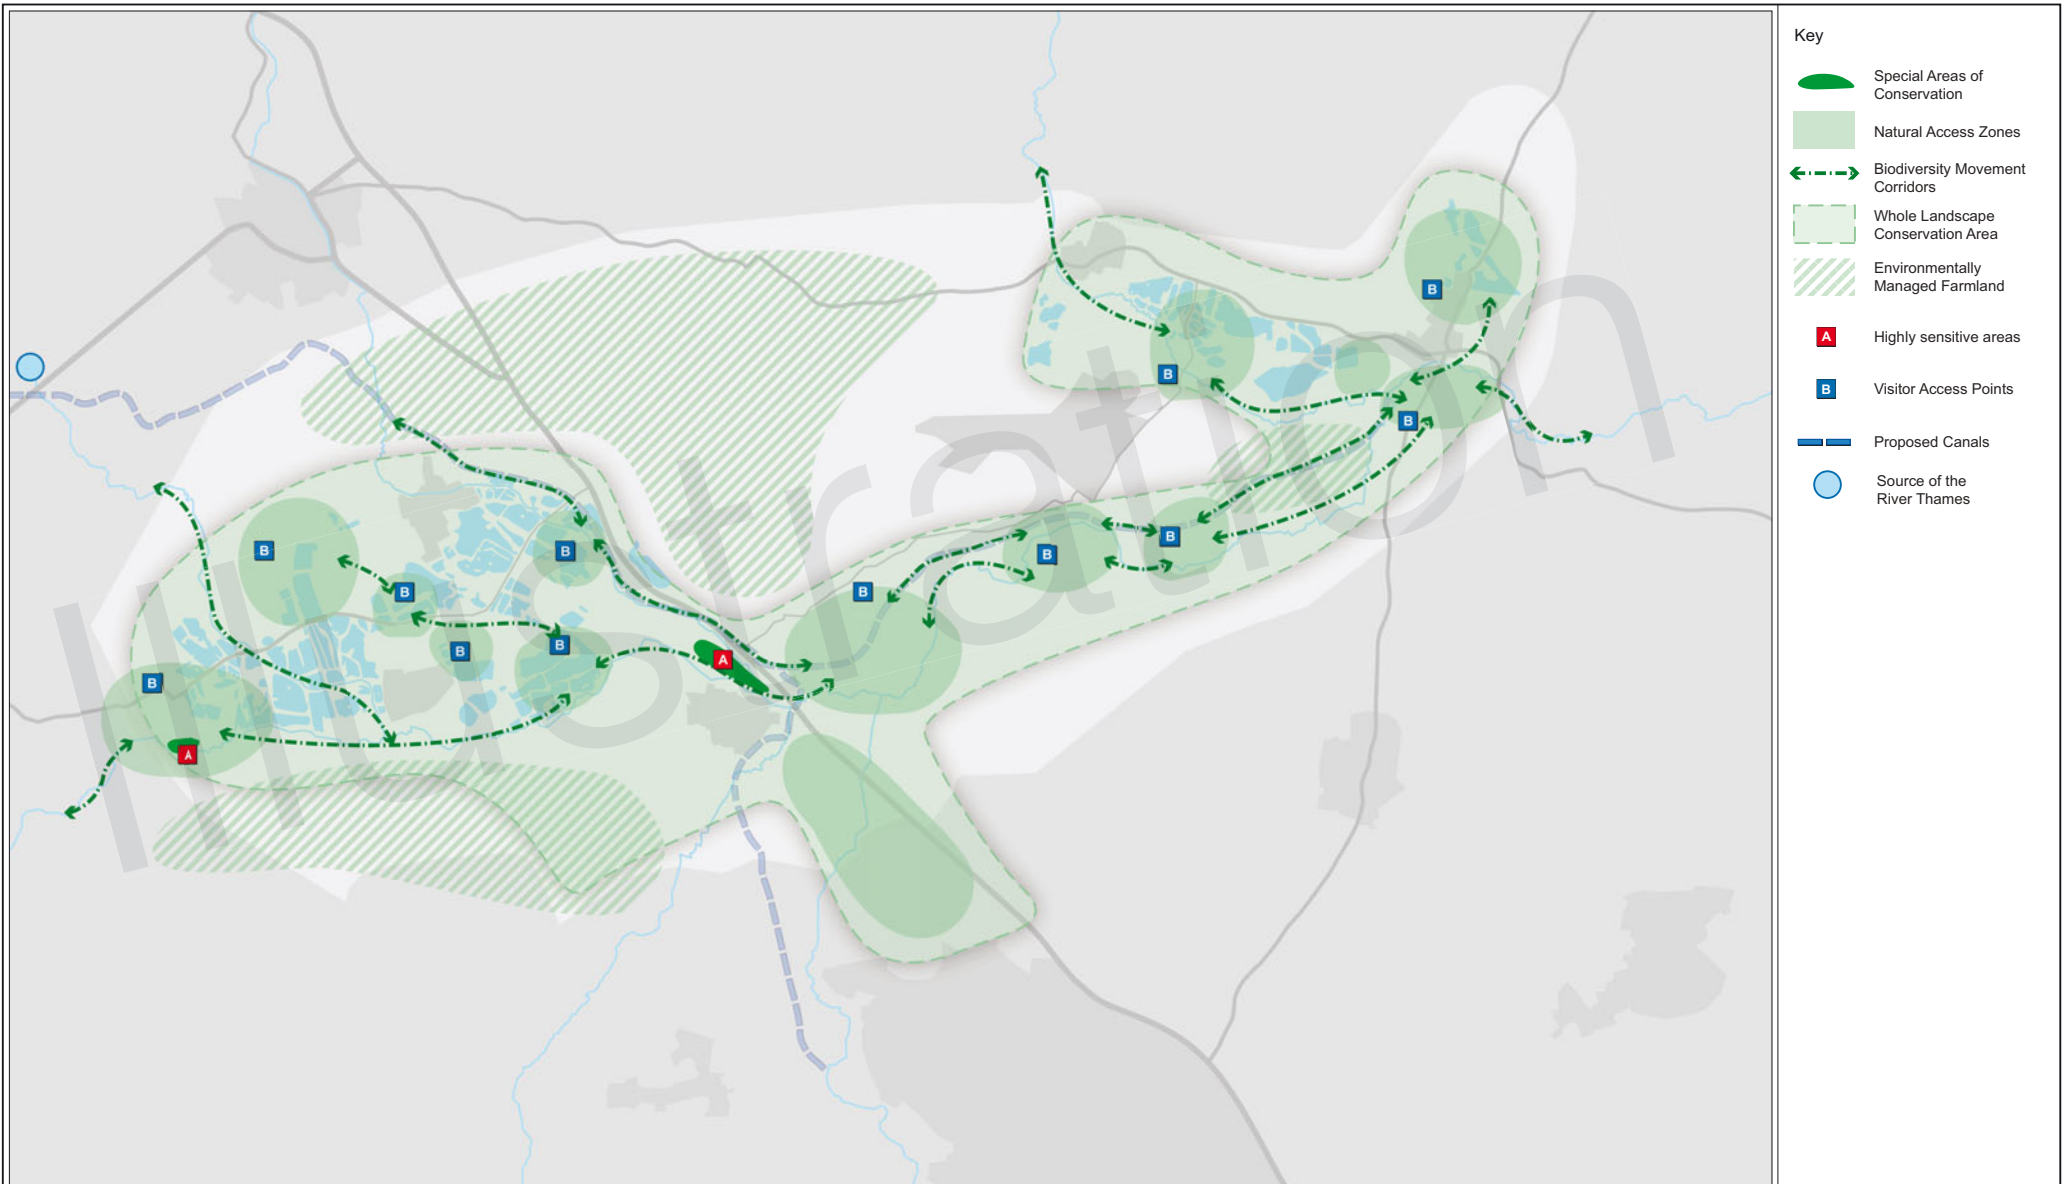 Key
Special Areas of
Conservation
Natural Access Zones
Biodiversity Movement
Corridors
Whole Landscape
Conservation Area
Environmentally
Managed Farmland
A Highly sensitive areas
B Visitor Access Points
Proposed Canals
Source of the
River Thames
Illustration
B
B
B
B
B
B
B
B
B
B
A
B
B
B
A